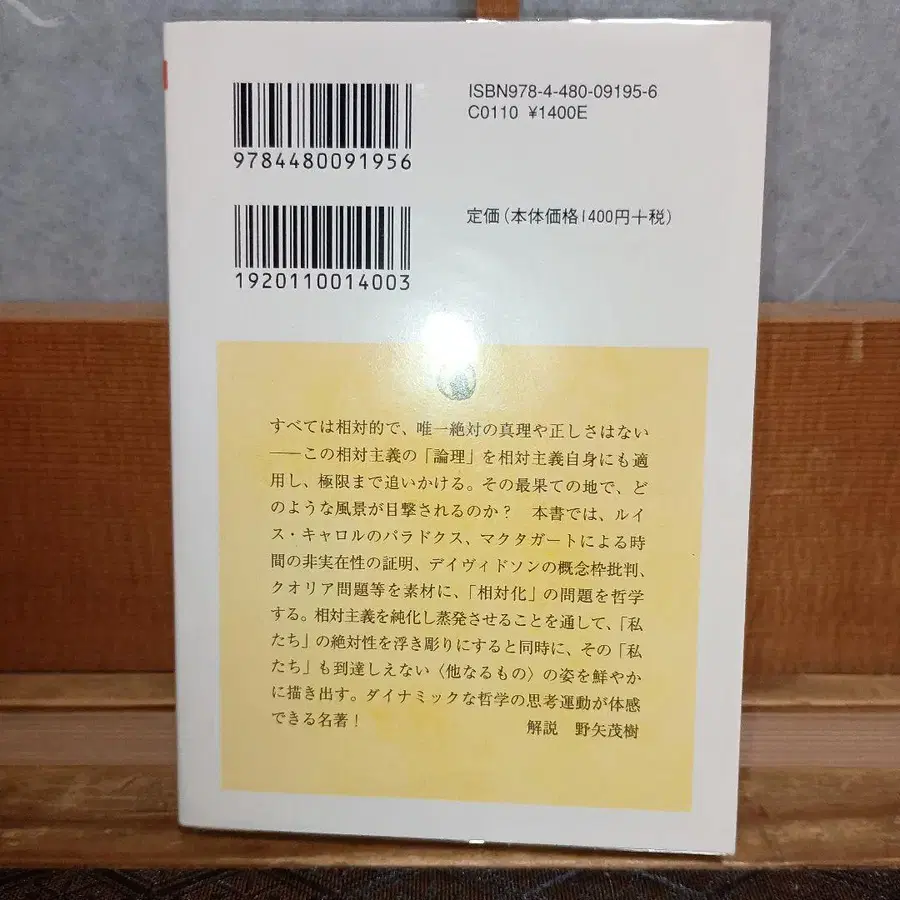 ISBN978-4-480-09195-6
C0110 ¥1400E
9784480091956
定価(本体価格1400円+税)
1920110014003
すべては相対的で、唯一絶対の真理や正しさはない
――この相対主義の「論理」を相対主義自身にも適
用し、極限まで追いかける。その最果ての地で、ど
のような風景が目撃されるのか? 本書では、ルイ
ス・キャロルのパラドクス、マクタガートによる時
間の非実在性の証明、デイヴィドソンの概念枠批判、
クオリア問題等を素材に、「相対化」の問題を哲学
する。相対主義を純化し蒸発させることを通して、「私
たち」の絶対性を浮き彫りにすると同時に、その「私
たち」も到達しえない〈他なるもの〉の姿を鮮やか
に描き出す。ダイナミックな哲学の思考運動が体感
できる名著! 解説 野矢茂樹